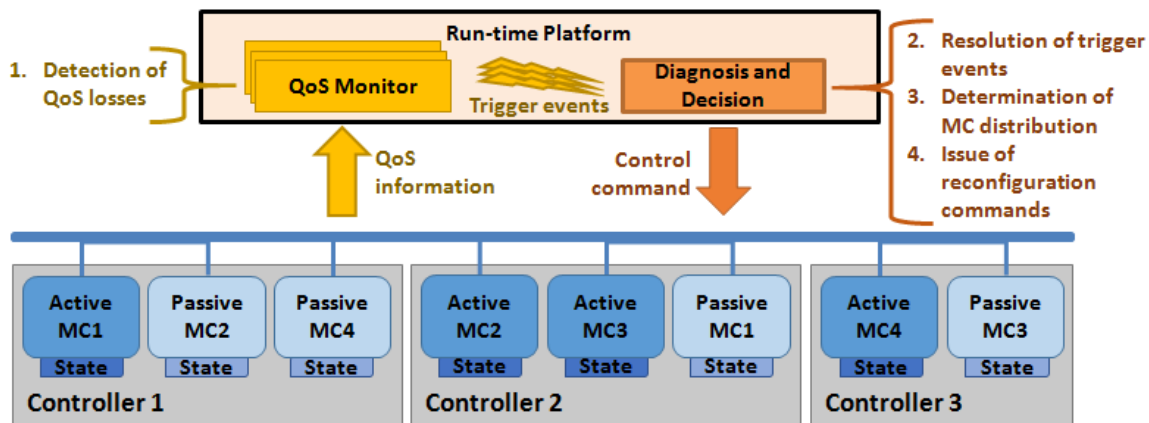 Run-time Platform
1. Detection of
QoS losses
QoS Monitor
Trigger events
Diagnosis and
Decision
2. Resolution of trigger
events
3. Determination of
MC distribution
4. Issue of
reconfiguration
commands
QoS
information
Control
command
Active
MC1
State
Passive
MC2
State
Passive
MC4
State
Controller 1
Active
MC2
State
Active
MC3
State
Passive
MC1
State
Controller 2
Active
MC4
State
Passive
MC3
State
Controller 3